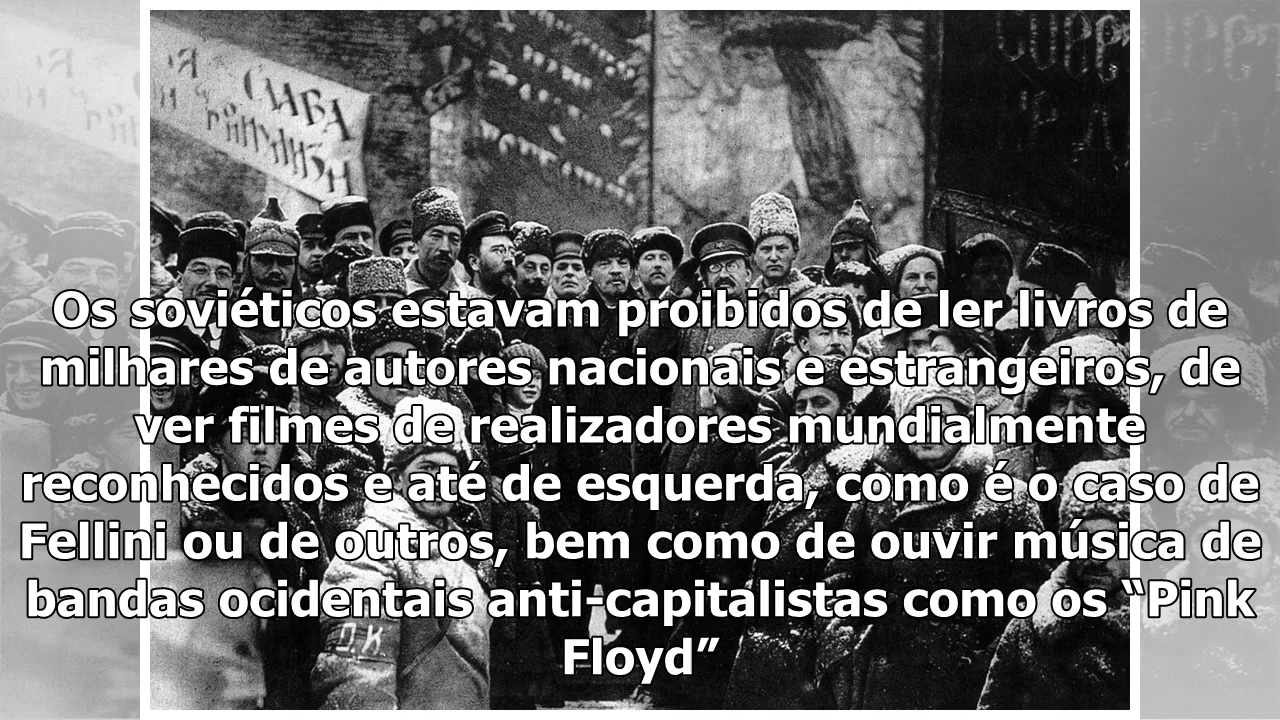 СЛАВА
Os soviéticos estavam proibidos de ler livros de
milhares de autores nacionais e estrangeiros, de
ver filmes de realizadores mundialmente
reconhecidos e até de esquerda, como é o caso de
Fellini ou de outros, bem como de ouvir música de
bandas ocidentais anti-capitalistas como os “Pink
Floyd”
О.К.